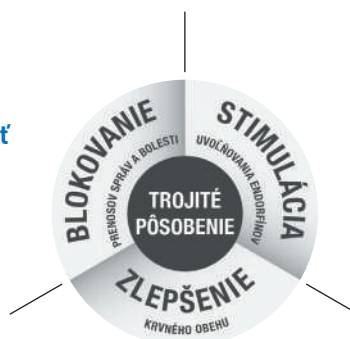 ť
BLOKOVANIE
PRENOSOV SPRÁV A BOLESTI
STIMULÁCIA
UVOĽŇOVANIA ENDORFÍNOV
TROJITÉ
PÔSOBENIE
ZLEPŠENIE
KRVNÉHO OBEHU